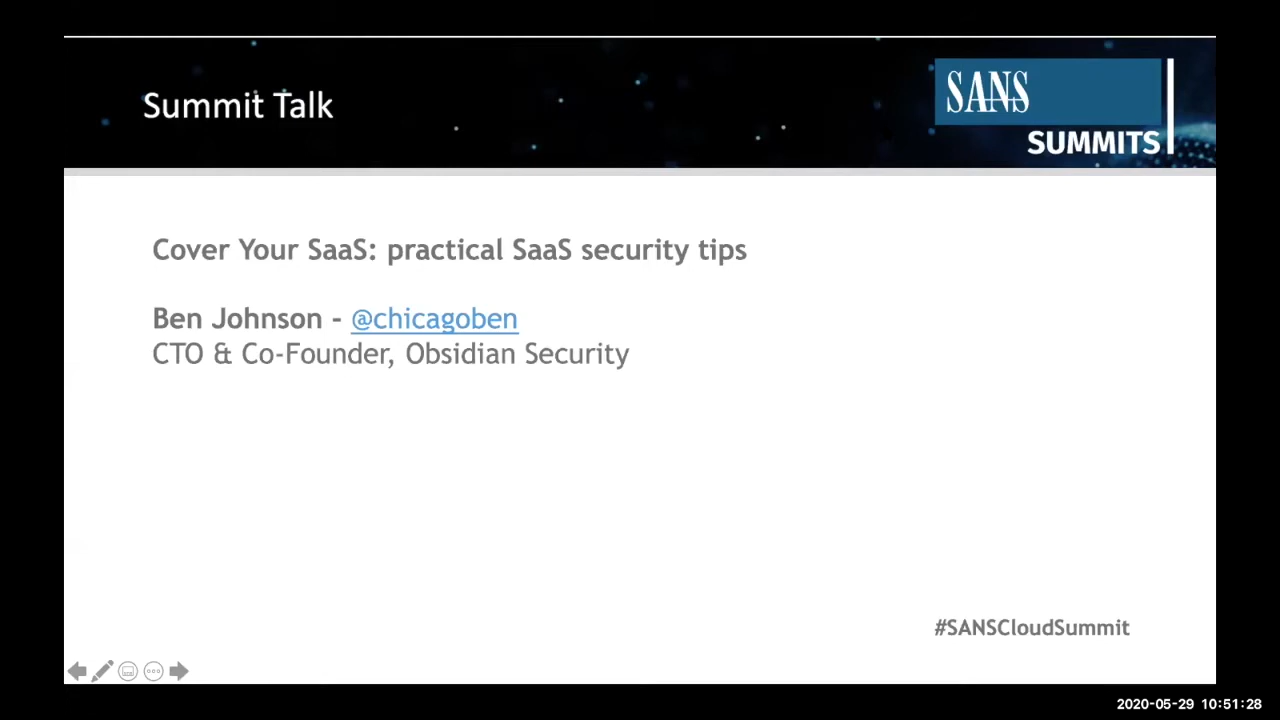 Summit Talk
SANS
SUMMITS
Cover Your SaaS: practical SaaS security tips
Ben Johnson - @chicagoben
CTO & Co-Founder, Obsidian Security
#SANSCloudSummit
2020-05-29 10:51:28